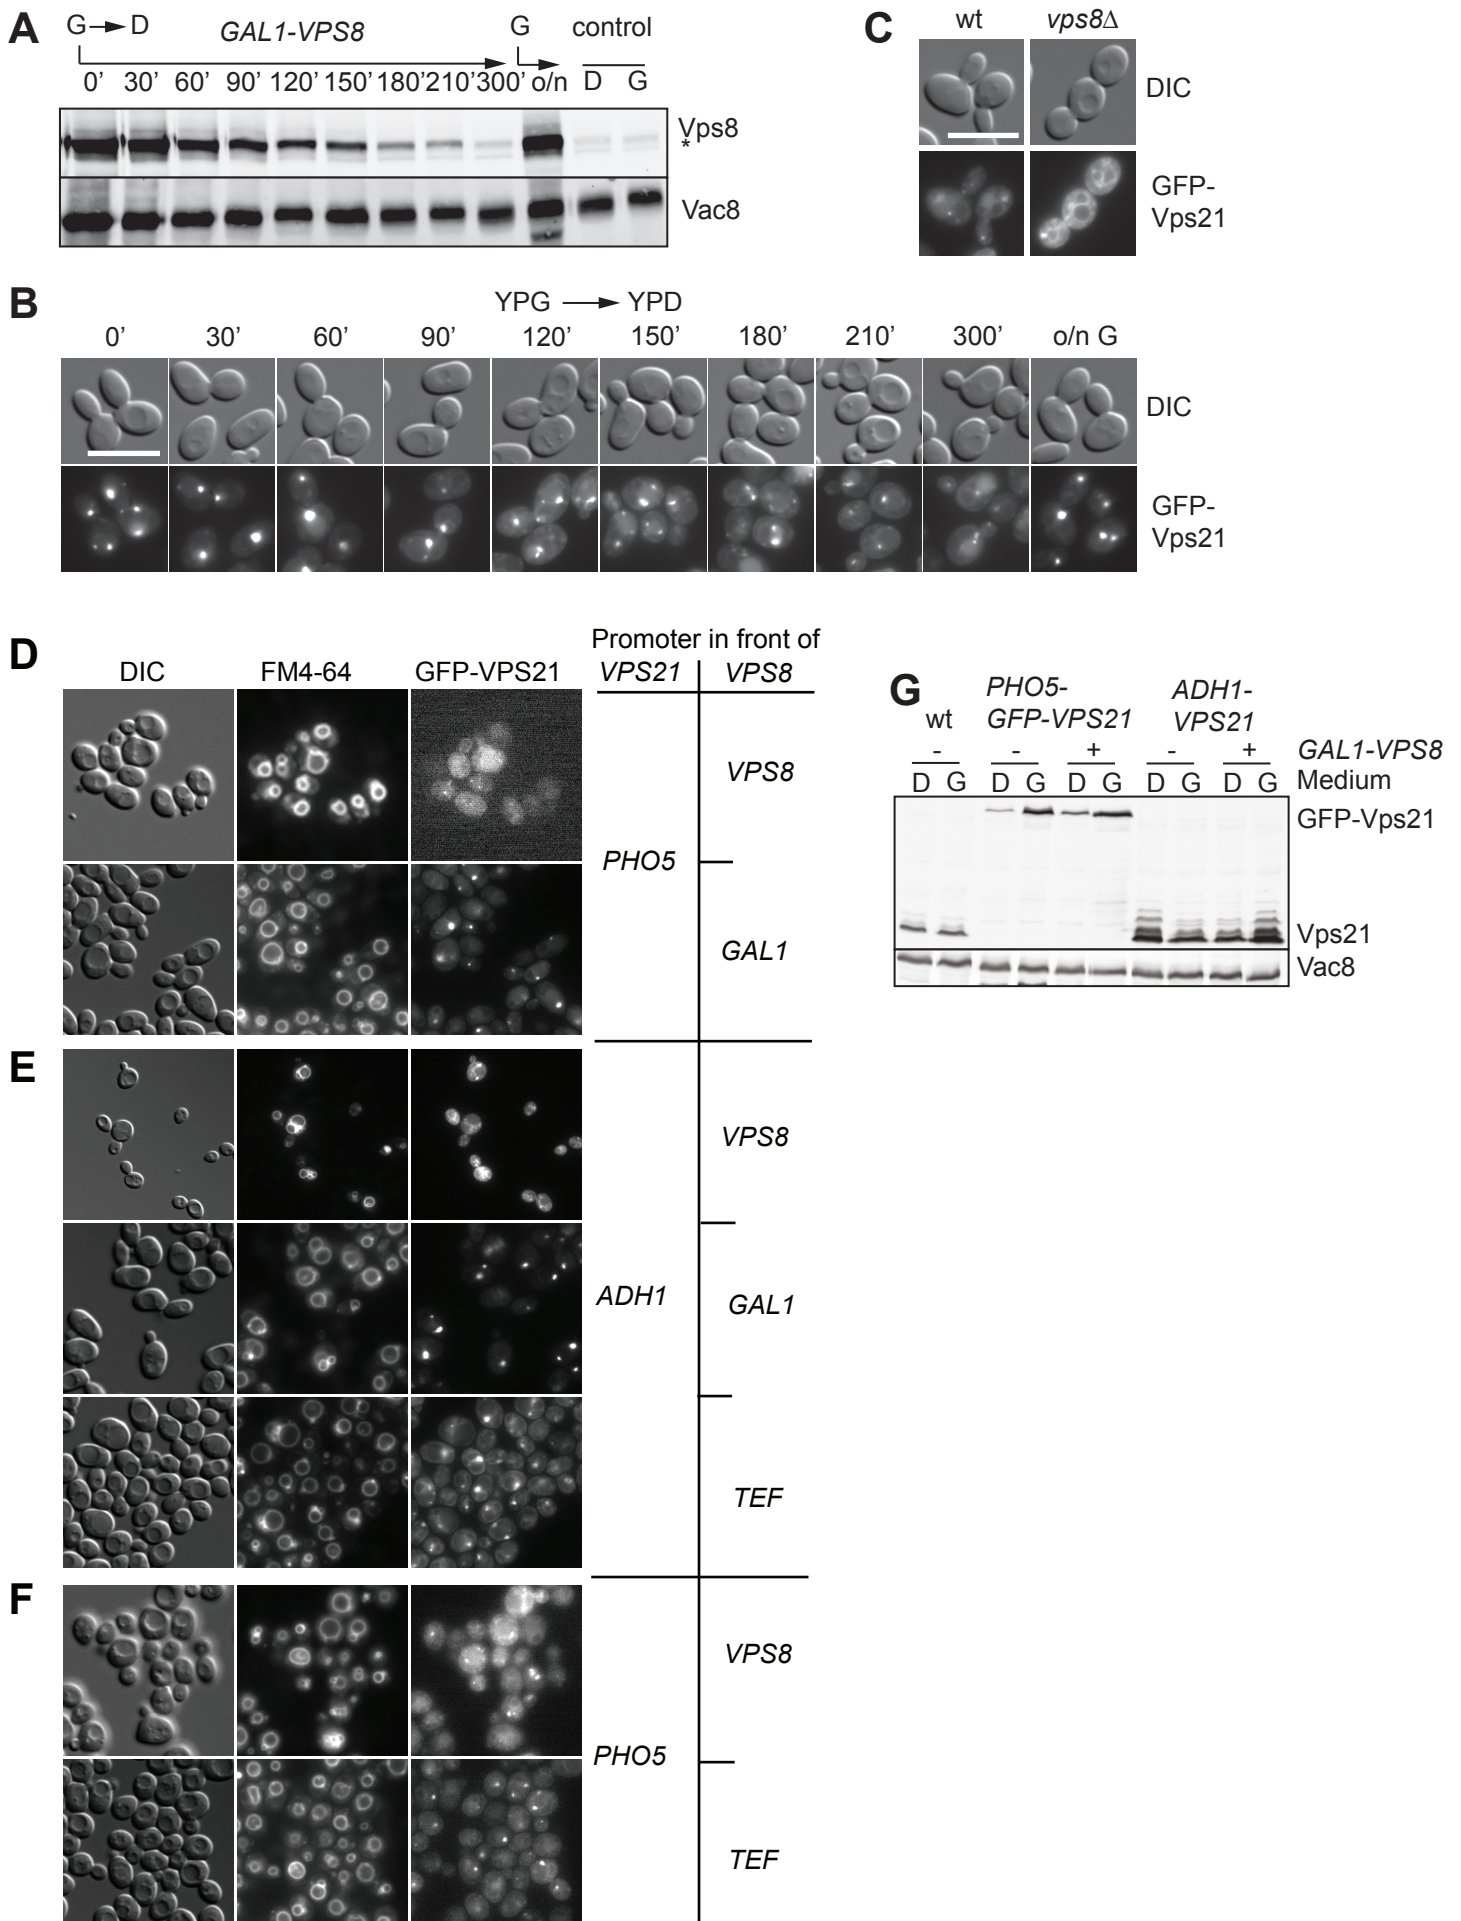 A
G → D
GAL1-VPS8
G
control
0' 30' 60' 90' 120' 150' 180' 210' 300' o/n D G
Vps8
*
Vac8
C
wt vps8Δ
DIC
GFP-
Vps21
B
YPG → YPD
0’ 30’ 60’ 90’ 120’ 150’ 180’ 210’ 300’ o/n G
DIC
GFP-
Vps21
D
DIC FM4-64 GFP-VPS21
Promoter in front of
VPS21 VPS8
VPS8
PHO5
GAL1
E
VPS8
ADH1
GAL1
TEF
F
VPS8
PHO5
TEF
G
wt
PHO5-
GFP-VPS21
ADH1-
VPS21
- - + - + GAL1-VPS8
D G D G D G D G D G Medium
GFP-Vps21
Vps21
Vac8